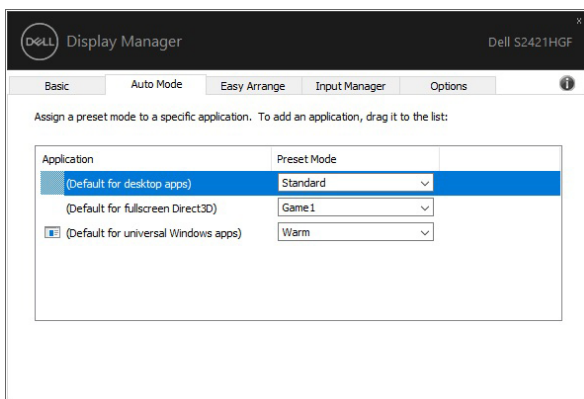 x
DELL Display Manager Dell S2421HGF
Basic Auto Mode Easy Arrange Input Manager Options i
Assign a preset mode to a specific application. To add an application, drag it to the list:
Application Preset Mode
(Default for desktop apps) Standard
(Default for fullscreen Direct3D) Game1
(Default for universal Windows apps) Warm